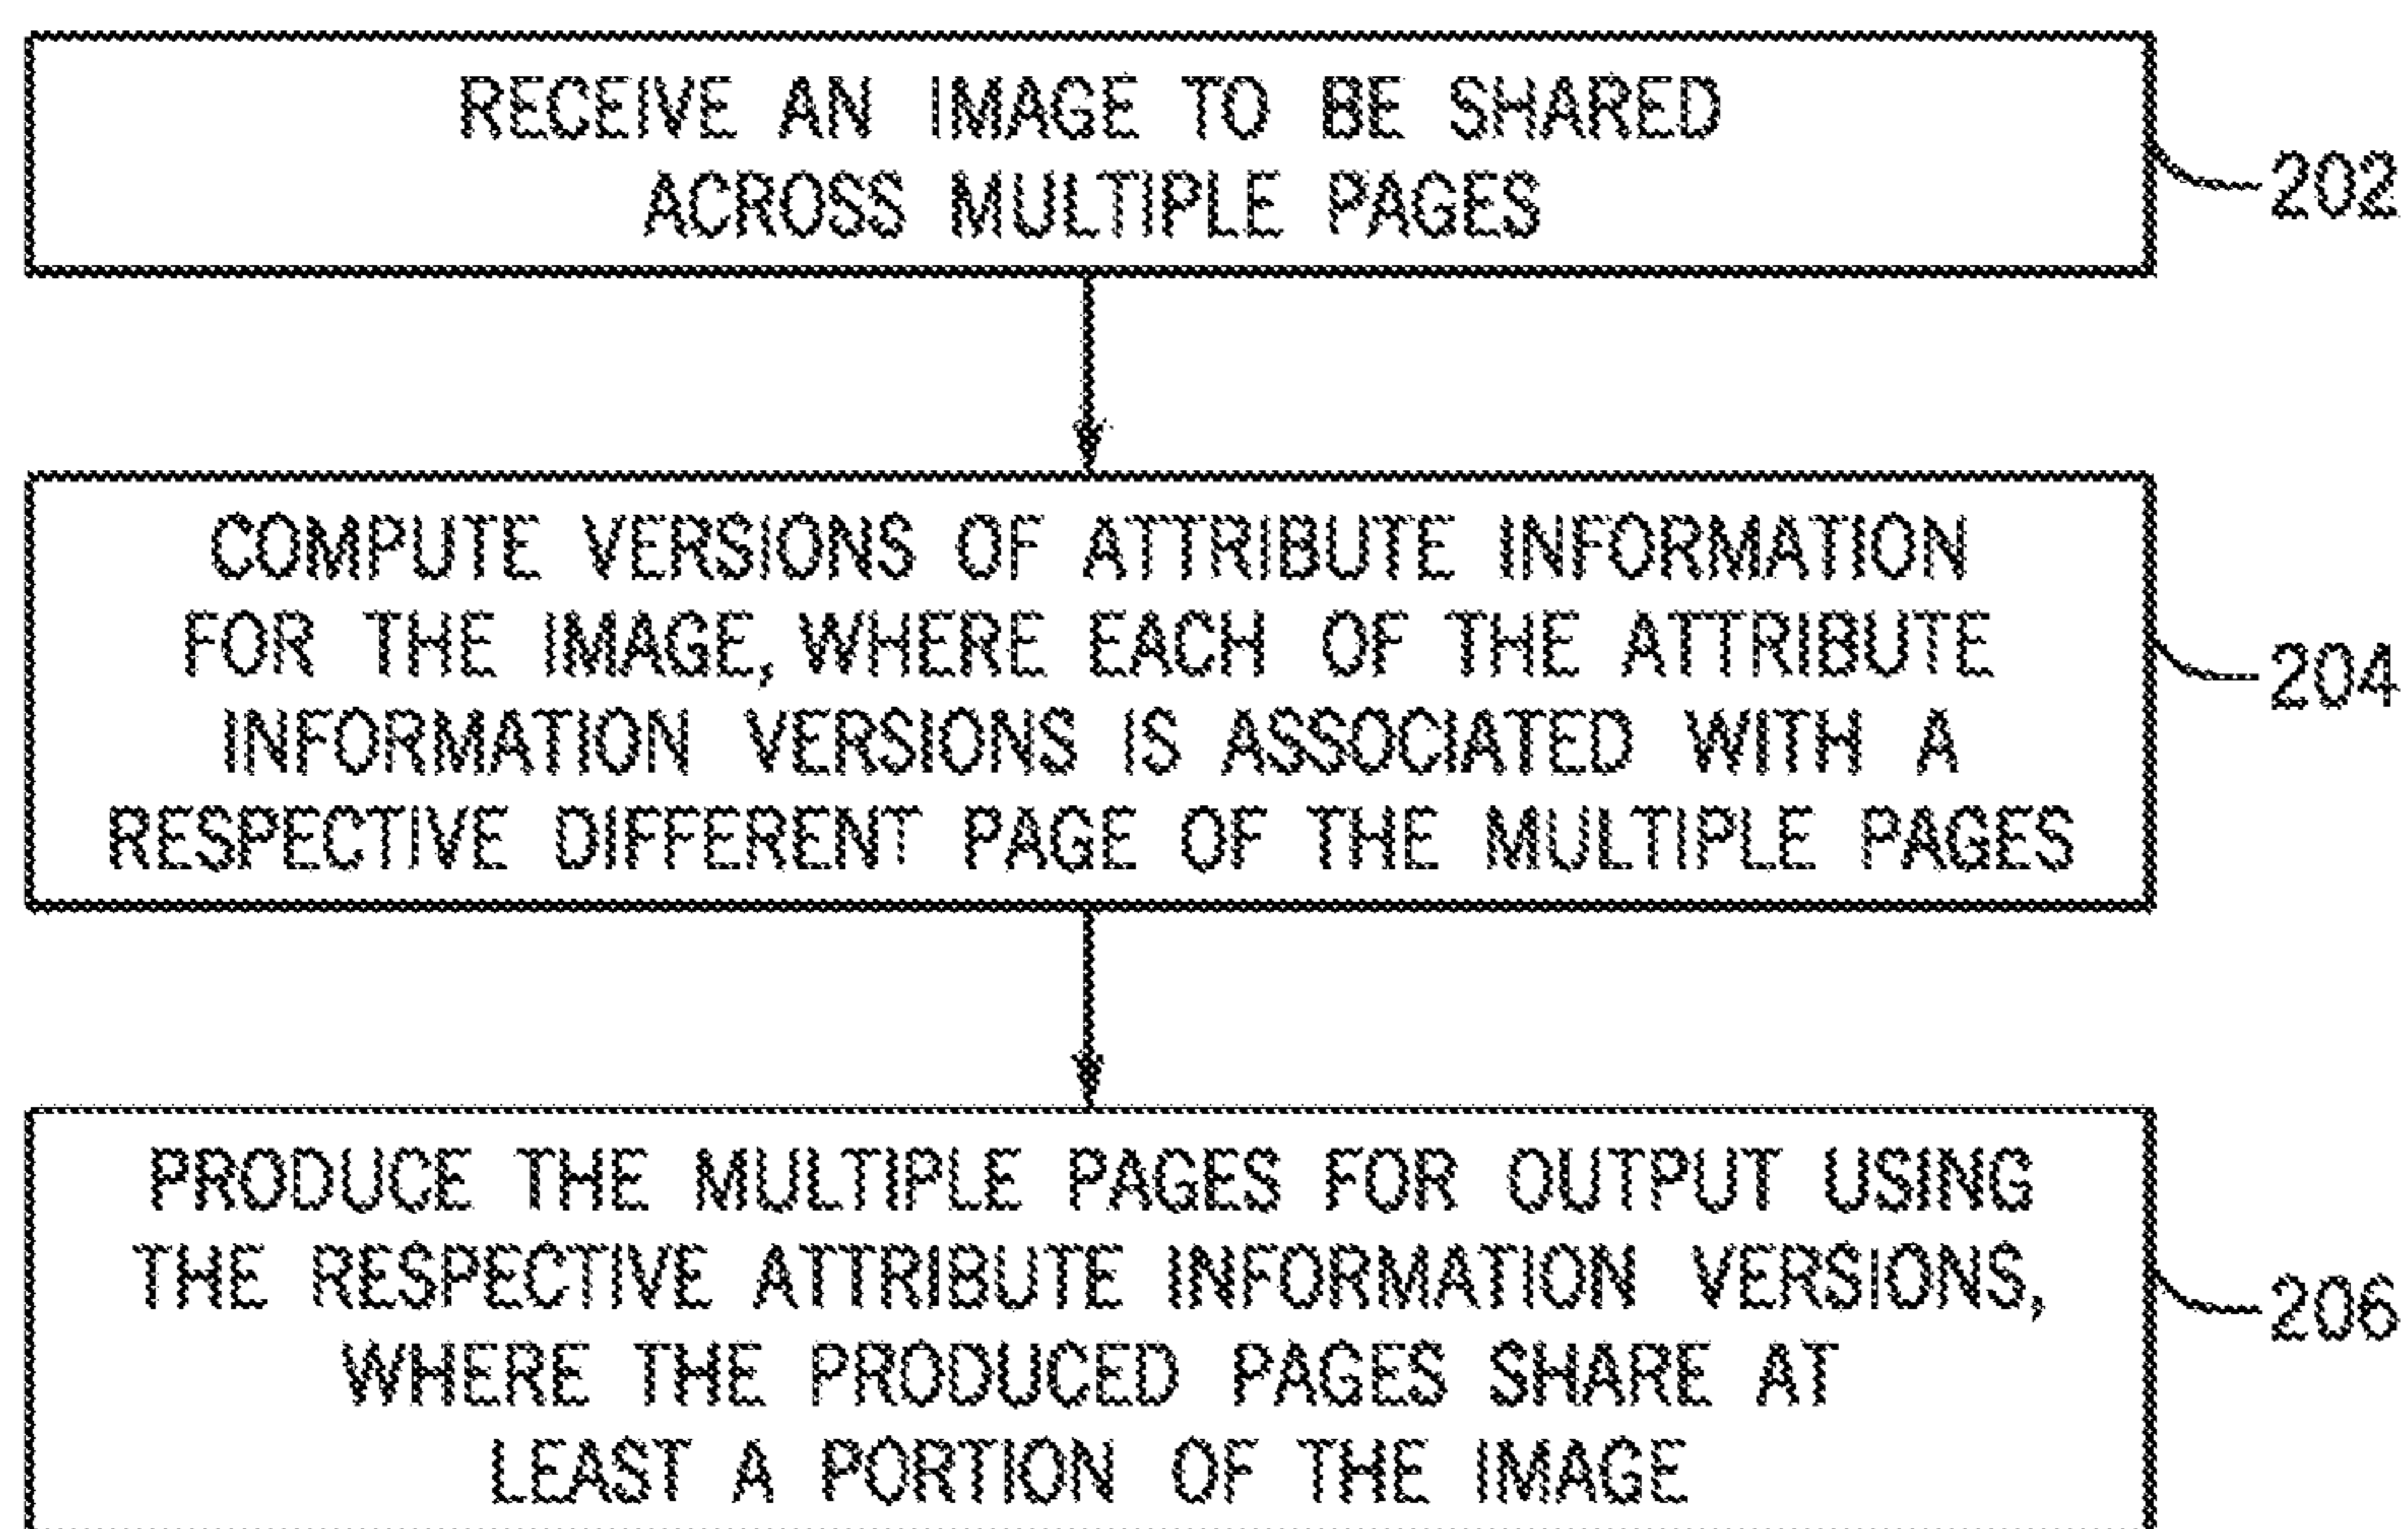 RECEIVE AN IMAGE TO BE SHARED
ACROSS MULTIPLE PAGES
202
COMPUTE VERSIONS OF ATTRIBUTE INFORMATION
FOR THE IMAGE, WHERE EACH OF THE ATTRIBUTE
INFORMATION VERSIONS IS ASSOCIATED WITH A
RESPECTIVE DIFFERENT PAGE OF THE MULTIPLE PAGES
204
PRODUCE THE MULTIPLE PAGES FOR OUTPUT USING
THE RESPECTIVE ATTRIBUTE INFORMATION VERSIONS,
WHERE THE PRODUCED PAGES SHARE AT
LEAST A PORTION OF THE IMAGE
206